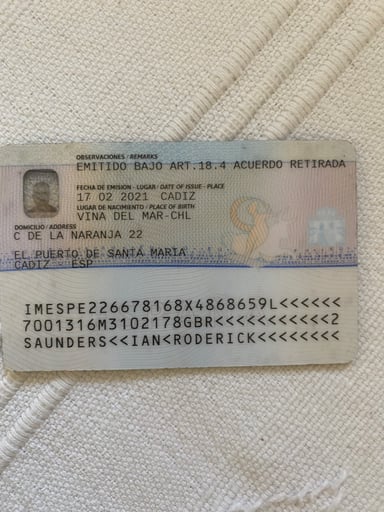 OBSERVACIONES / REMARKS
EMITIDO BAJO ART.18.4 ACUERDO RETIRADA
FECHA DE EMISIÓN - LUGAR / DATE OF ISSUE - PLACE
17 02 2021 CADIZ
LUGAR DE NACIMIENTO / PLACE OF BIRTH
VINA DEL MAR-CHL
DOMICILIO / ADDRESS
C DE LA NARANJA 22
EL PUERTO DE SANTA MARIA
CADIZ ESP
IMESPE226678168X4868659L<<<<<<
7001316M3102178GBR<<<<<<<<<<<2
SAUNDERS<<IAN<RODERICK<<<<<<<<